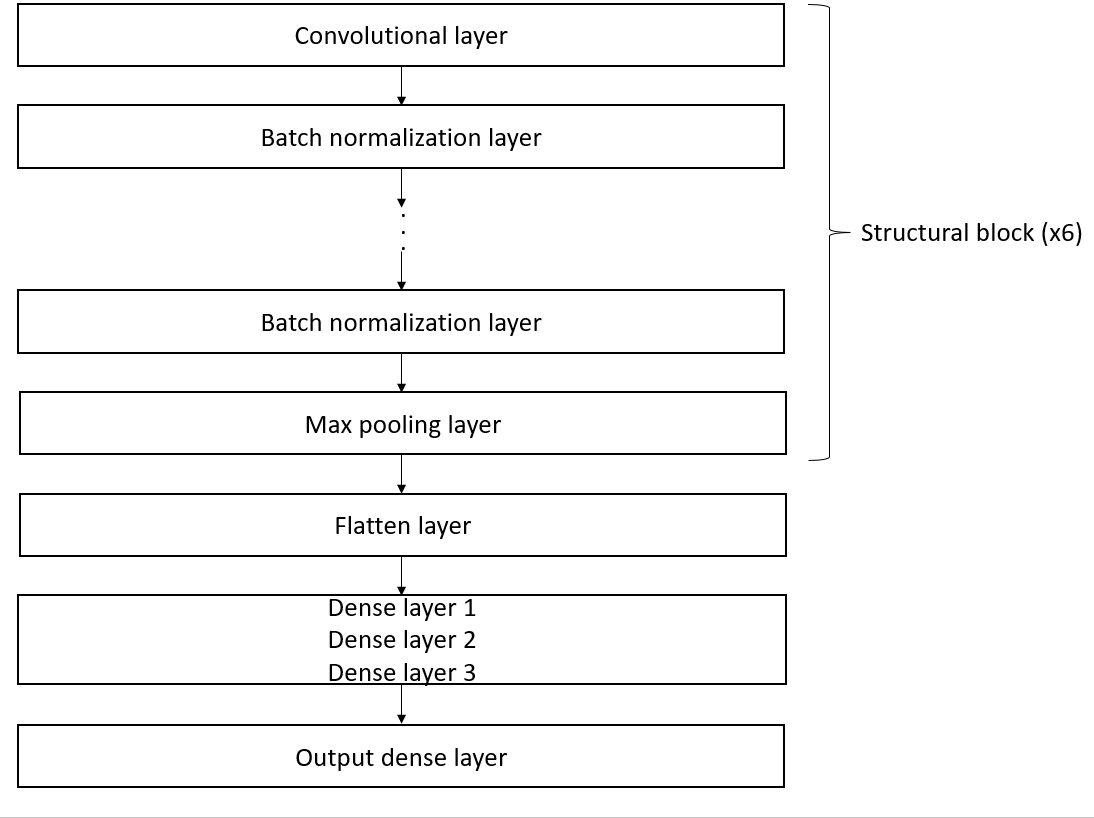 Convolutional layer
Batch normalization layer
.
.
.
Structural block (x6)
Batch normalization layer
Max pooling layer
Flatten layer
Dense layer 1
Dense layer 2
Dense layer 3
Output dense layer